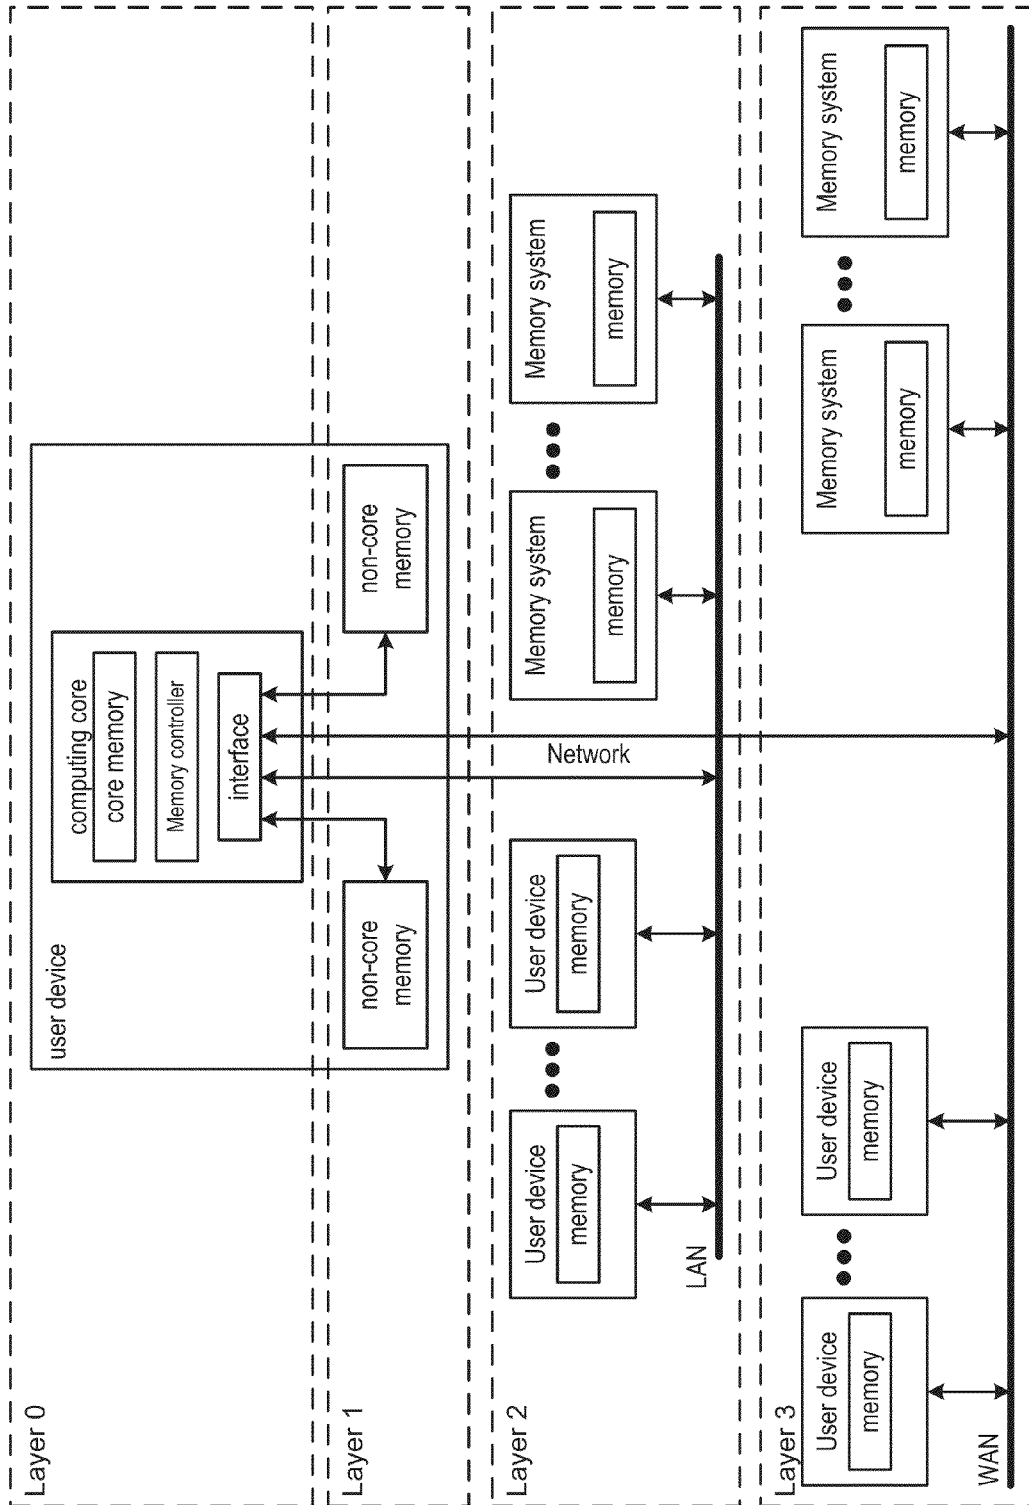 Layer 0
user device
computing core
core memory
Memory controller
interface
Layer 1
non-core
memory
non-core
memory
Layer 2
User device
memory
User device
memory
Network
Memory system
memory
Memory system
memory
LAN
Layer 3
User device
memory
User device
memory
Memory system
memory
Memory system
memory
WAN